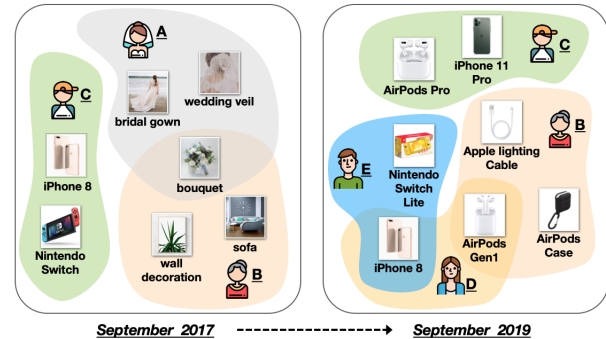 A
wedding veil
bridal gown
C
iPhone 8
bouquet
Nintendo
Switch
sofa
wall
decoration
B
September 2017
C
iPhone 11
Pro
AirPods Pro
B
Apple lighting
Cable
E
Nintendo
Switch
Lite
AirPods
Gen1
AirPods
Case
iPhone 8
D
September 2019